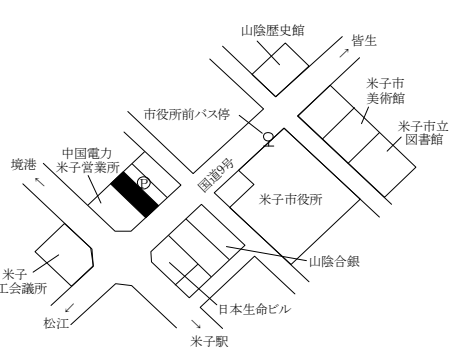 山陰歴史館
皆生
米子市
美術館
市役所前バス停
米子市立
図書館
中国電力
米子営業所
境港
P
国道9号
米子市役所
山陰合銀
米子
工会議所
日本生命ビル
松江
米子駅